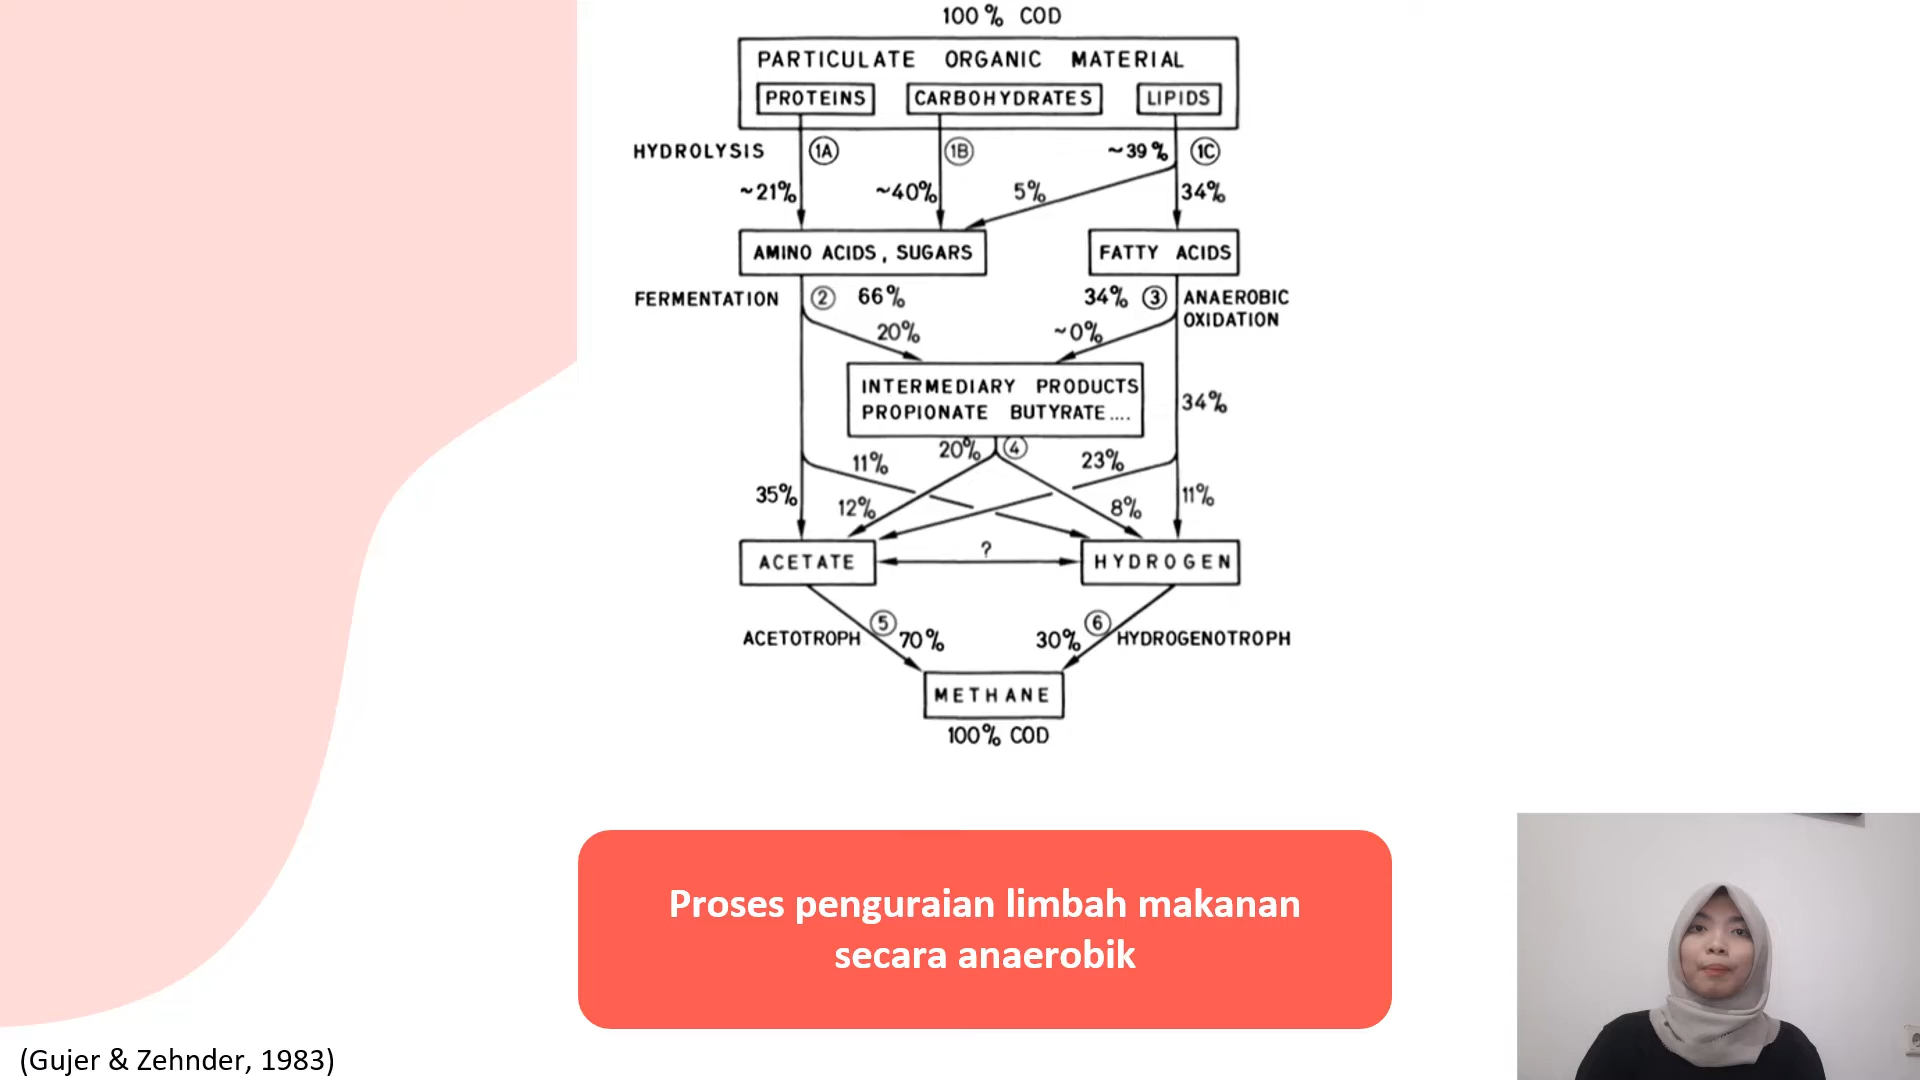 100 % COD
PARTICULATE ORGANIC MATERIAL
PROTEINS CARBOHYDRATES LIPIDS
HYDROLYSIS 1A 1B ~39 % 1C
~21% ~40% 5% 34%
AMINO ACIDS, SUGARS FATTY ACIDS
FERMENTATION 2 66% 34% 3 ANAEROBIC
OXIDATION
20% ~0%
INTERMEDIARY PRODUCTS
PROPIONATE BUTYRATE ....
34%
20% 4
11% 23%
35% 12% 8% 11%
?
ACETATE HYDROGEN
5 6
ACETOTROPH 70% 30% HYDROGENOTROPH
METHANE
100% COD
Proses penguraian limbah makanan
secara anaerobik
(Gujer & Zehnder, 1983)